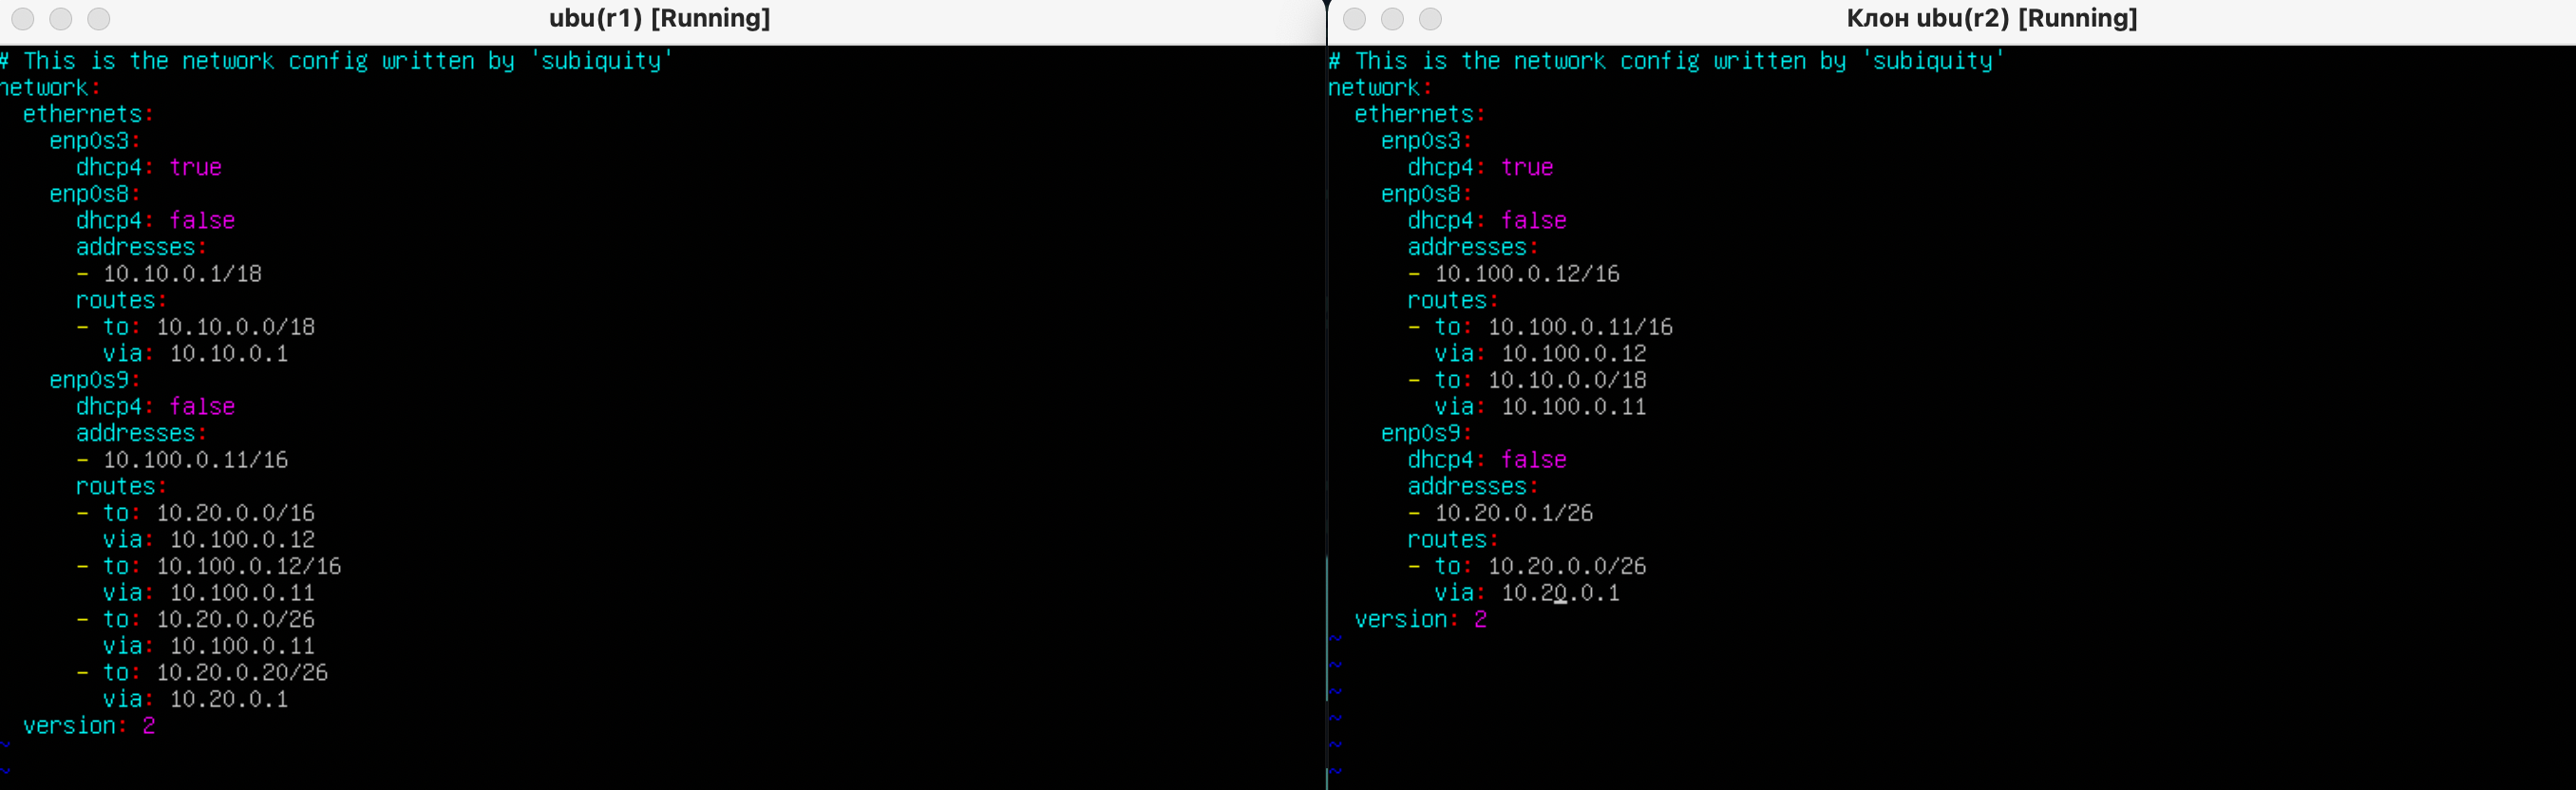 ubu(r1) [Running]
# This is the network config written by 'subiquity'
network:
  ethernets:
    enp0s3:
      dhcp4: true
    enp0s8:
      dhcp4: false
      addresses:
      - 10.10.0.1/18
      routes:
      - to: 10.10.0.0/18
        via: 10.10.0.1
    enp0s9:
      dhcp4: false
      addresses:
      - 10.100.0.11/16
      routes:
      - to: 10.20.0.0/16
        via: 10.100.0.12
      - to: 10.100.0.12/16
        via: 10.100.0.11
      - to: 10.20.0.0/26
        via: 10.100.0.11
      - to: 10.20.0.20/26
        via: 10.20.0.1
  version: 2
~
~
Клон ubu(r2) [Running]
# This is the network config written by 'subiquity'
network:
  ethernets:
    enp0s3:
      dhcp4: true
    enp0s8:
      dhcp4: false
      addresses:
      - 10.100.0.12/16
      routes:
      - to: 10.100.0.11/16
        via: 10.100.0.12
      - to: 10.10.0.0/18
        via: 10.100.0.11
    enp0s9:
      dhcp4: false
      addresses:
      - 10.20.0.1/26
      routes:
      - to: 10.20.0.0/26
        via: 10.20.0.1
  version: 2
~
~
~
~
~
~